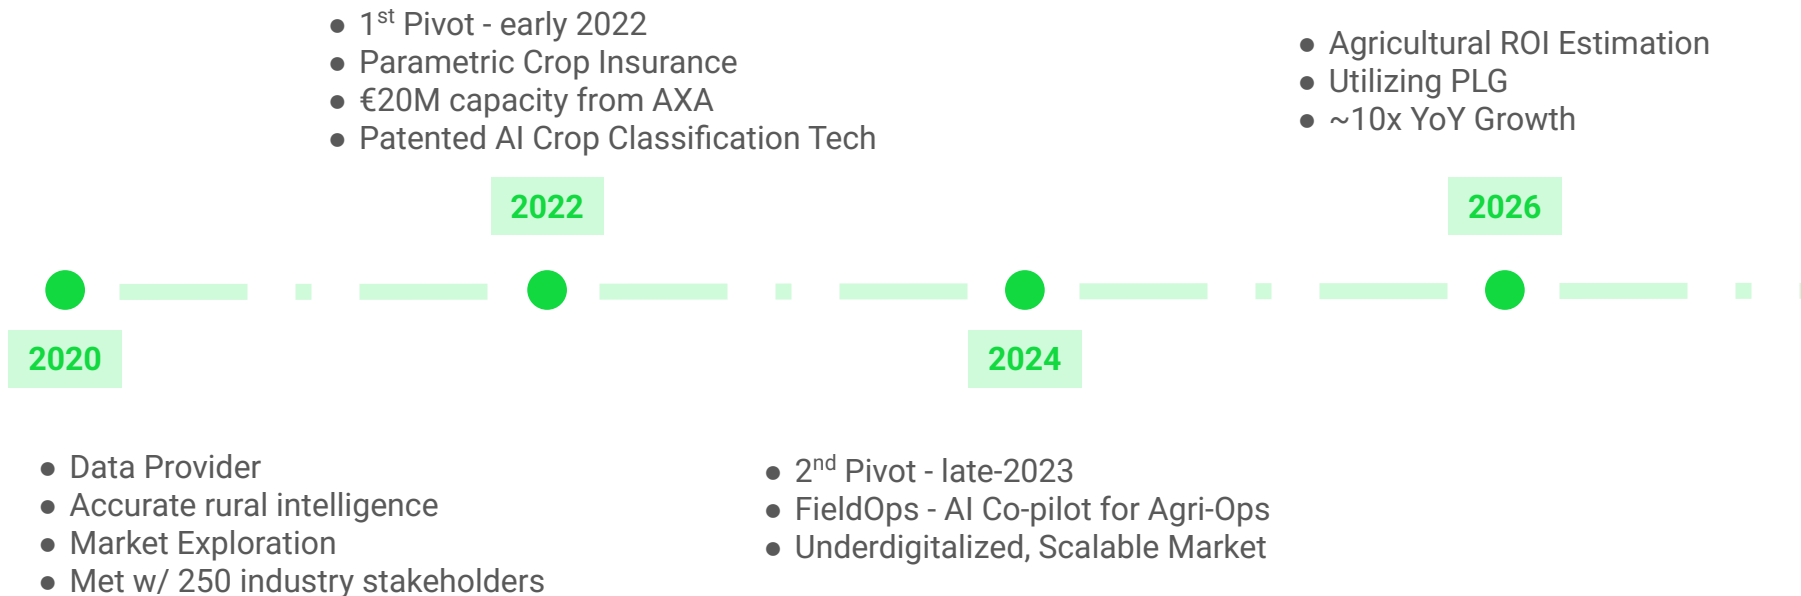 ● 1st Pivot - early 2022
● Parametric Crop Insurance
● €20M capacity from AXA
● Patented AI Crop Classification Tech
● Agricultural ROI Estimation
● Utilizing PLG
● ~10x YoY Growth
2022
2026
2020
2024
● Data Provider
● Accurate rural intelligence
● Market Exploration
● Met w/ 250 industry stakeholders
● 2nd Pivot - late-2023
● FieldOps - AI Co-pilot for Agri-Ops
● Underdigitalized, Scalable Market